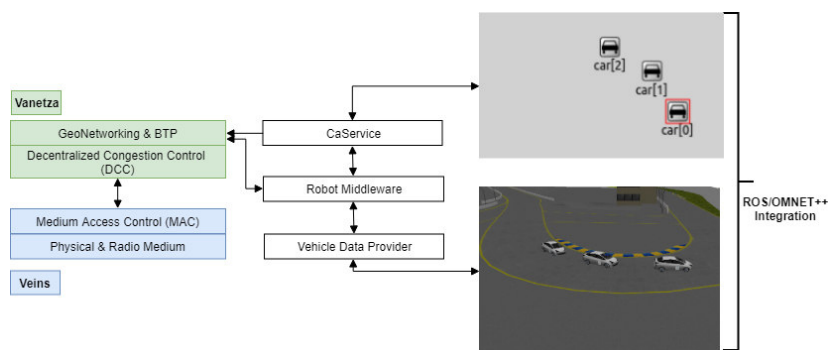 Vanetza
GeoNetworking & BTP
Decentralized Congestion Control
(DCC)
Medium Access Control (MAC)
Physical & Radio Medium
Veins
CaService
Robot Middleware
Vehicle Data Provider
car[2]
car[1]
car[0]
ROS/OMNET++
Integration